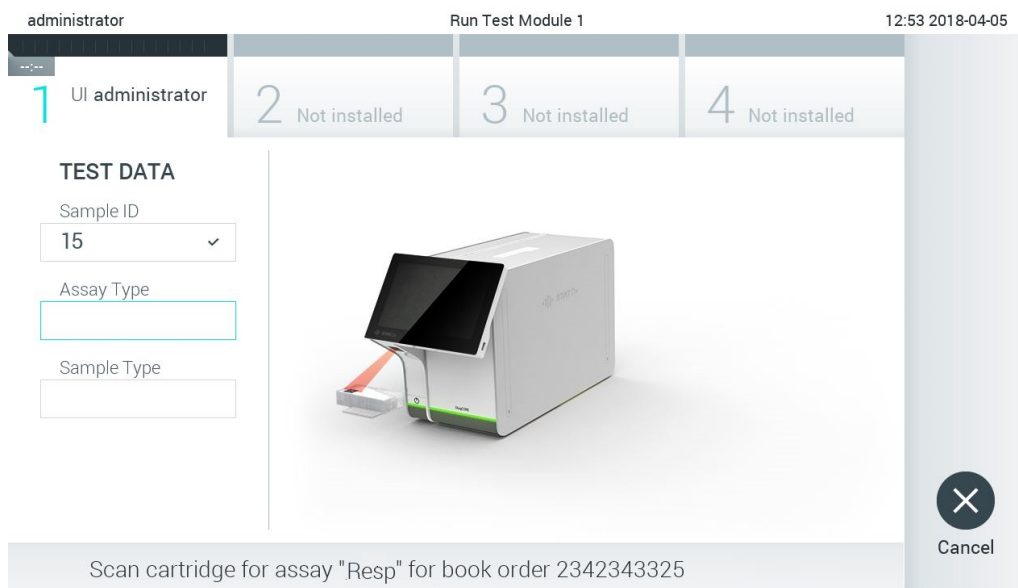 administrator Run Test Module 1 12:53 2018-04-05
--:--
1 UI administrator 2 Not installed 3 Not installed 4 Not installed
TEST DATA
Sample ID
15
Assay Type
Sample Type
Cancel
Scan cartridge for assay "Resp" for book order 2342343325